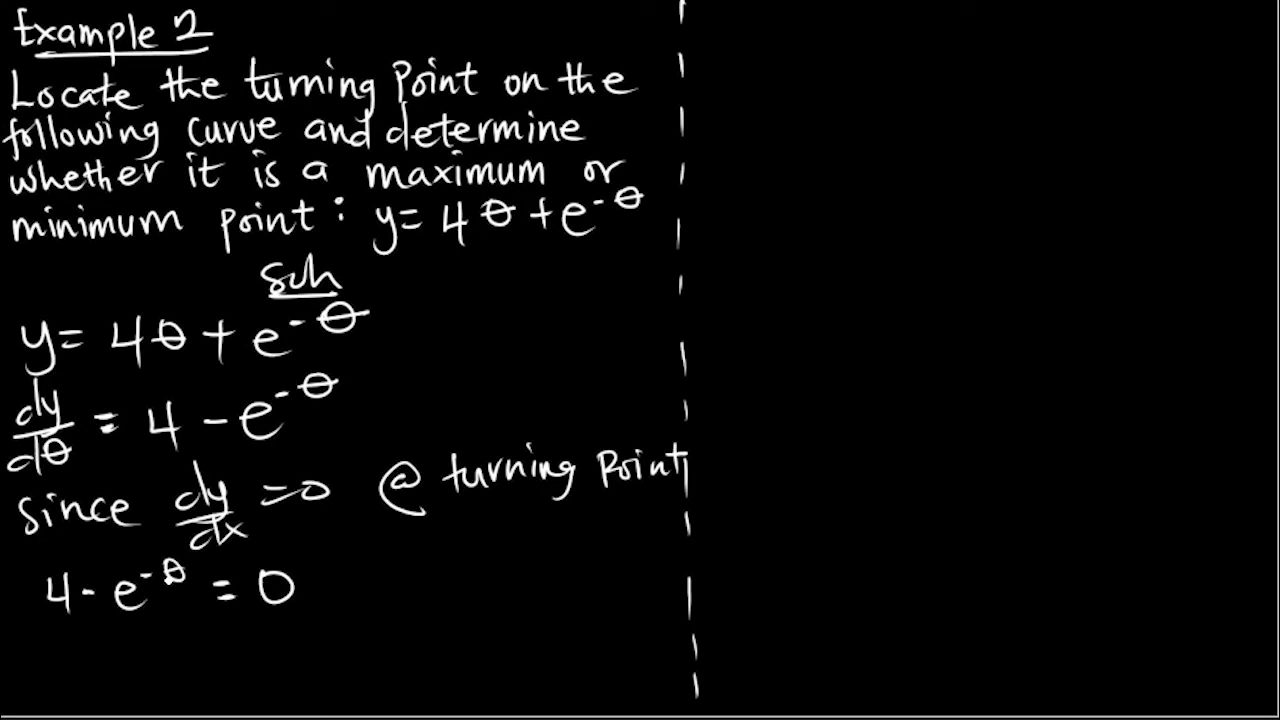 Example 2
Locate the turning point on the
following curve and determine
whether it is a maximum or
minimum point: y= 4θ + e^-θ
Soln
y= 4θ + e^-θ
dy/dθ = 4 - e^-θ
since dy/dx =0 @ turning point
4 - e^-θ = 0